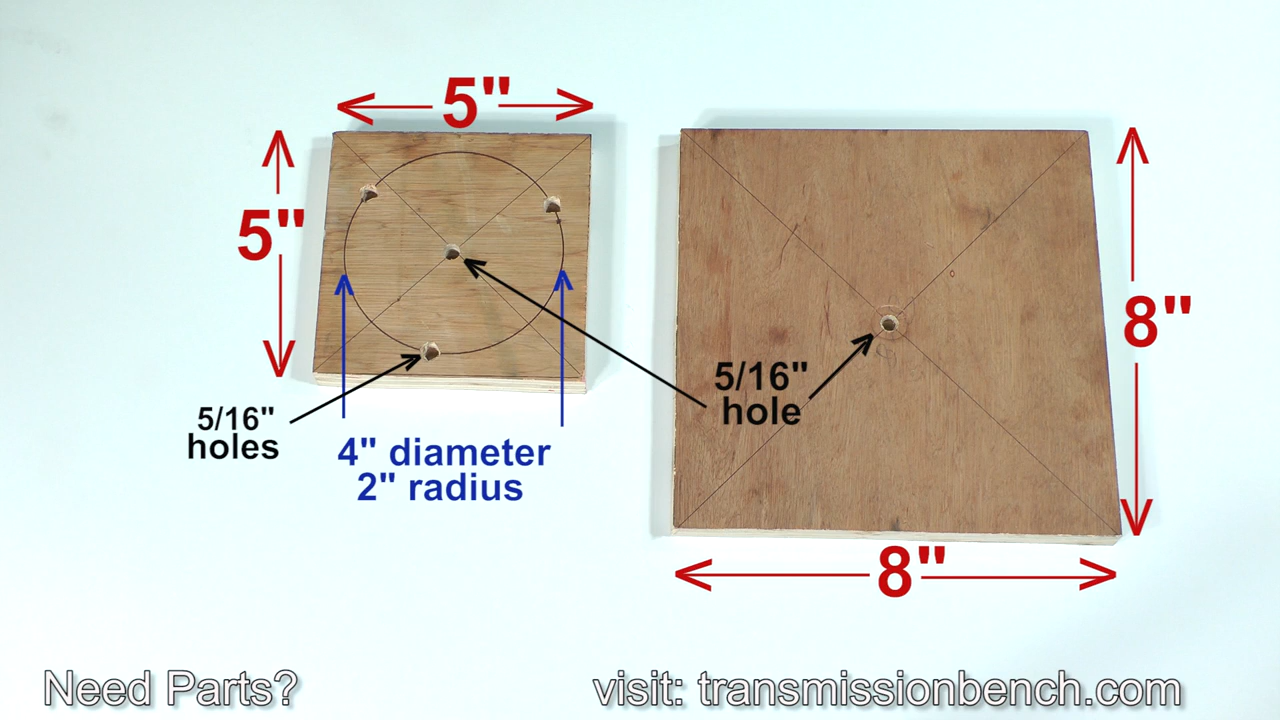 5"
5"
8"
5/16"
hole
5/16"
holes
4" diameter
2" radius
8"
Need Parts?
visit: transmissionbench.com